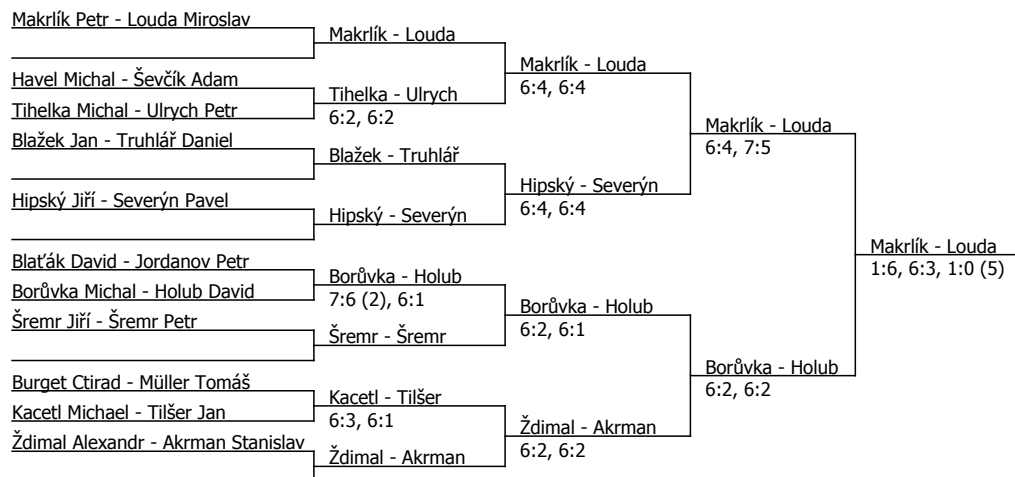 Makrlík Petr - Louda Miroslav
Havel Michal - Ševčík Adam
Tihelka Michal - Ulrych Petr
Blažek Jan - Truhlář Daniel
Hipský Jiří - Severýn Pavel
Blaťák David - Jordanov Petr
Borůvka Michal - Holub David
Šremr Jiří - Šremr Petr
Burget Ctirad - Müller Tomáš
Kacetl Michael - Tilšer Jan
Ždimal Alexandr - Akrman Stanislav
Makrlík - Louda
Tihelka - Ulrych
6:2, 6:2
Blažek - Truhlář
Hipský - Severýn
Borůvka - Holub
7:6 (2), 6:1
Šremr - Šremr
Kacetl - Tilšer
6:3, 6:1
Ždimal - Akrman
Makrlík - Louda
6:4, 6:4
Hipský - Severýn
6:4, 6:4
Borůvka - Holub
6:2, 6:1
Ždimal - Akrman
6:2, 6:2
Makrlík - Louda
6:4, 7:5
Borůvka - Holub
6:2, 6:2
Makrlík - Louda
1:6, 6:3, 1:0 (5)